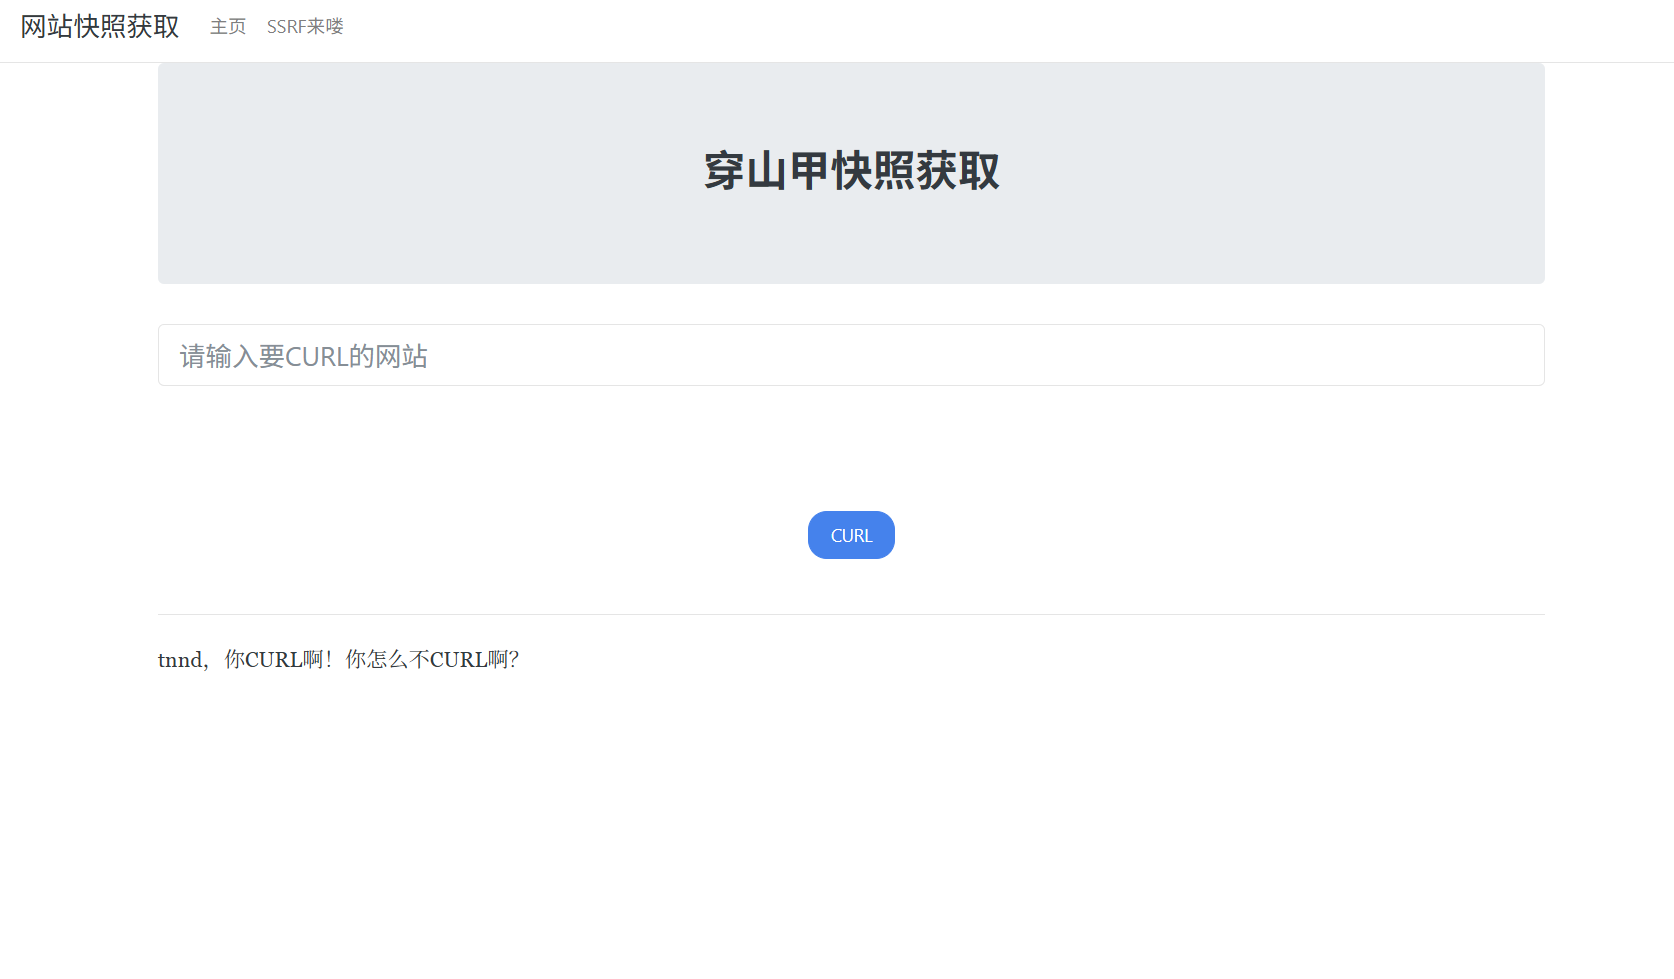 网站快照获取 主页 SSRF来喽
穿山甲快照获取
请输入要CURL的网站
CURL
tnnd，你CURL啊！你怎么不CURL啊？